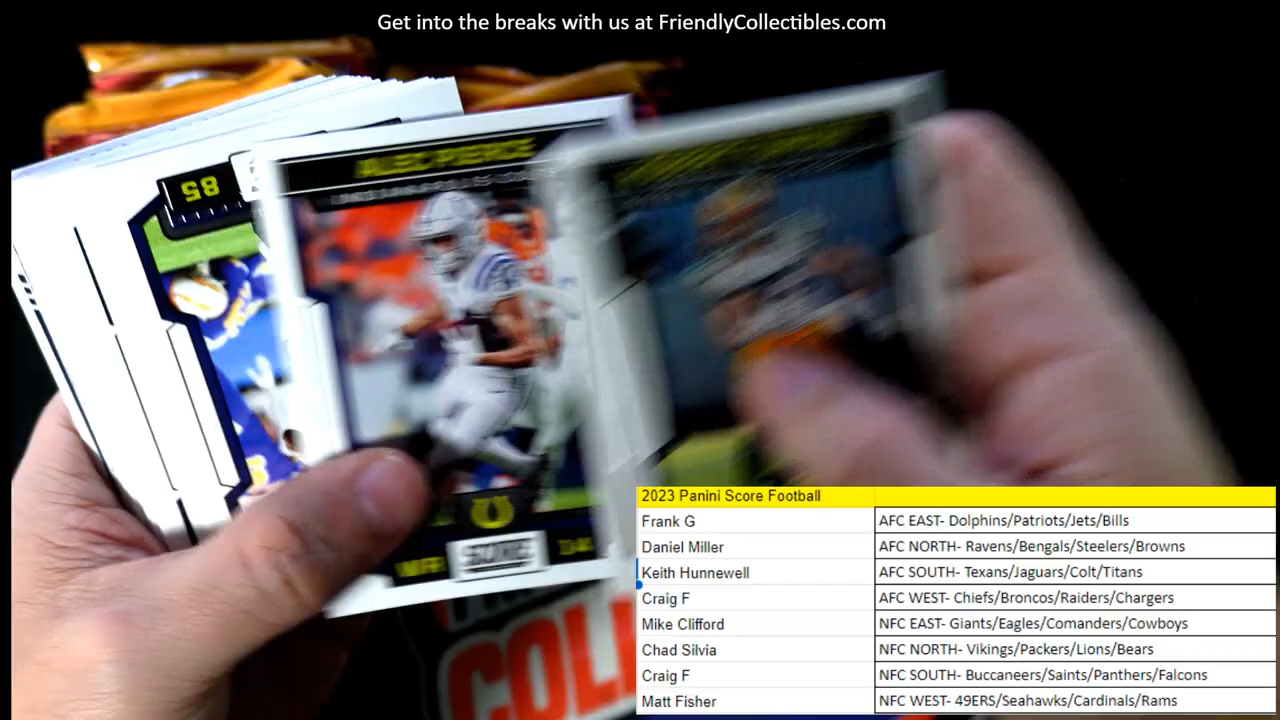 Get into the breaks with us at FriendlyCollectibles.com
ALEC PIERCE
85
WR
SCORE
COLL
2023 Panini Score Football
Frank G AFC EAST- Dolphins/Patriots/Jets/Bills
Daniel Miller AFC NORTH- Ravens/Bengals/Steelers/Browns
Keith Hunnewell AFC SOUTH- Texans/Jaguars/Colt/Titans
Craig F AFC WEST- Chiefs/Broncos/Raiders/Chargers
Mike Clifford NFC EAST- Giants/Eagles/Comanders/Cowboys
Chad Silvia NFC NORTH- Vikings/Packers/Lions/Bears
Craig F NFC SOUTH- Buccaneers/Saints/Panthers/Falcons
Matt Fisher NFC WEST- 49ERS/Seahawks/Cardinals/Rams